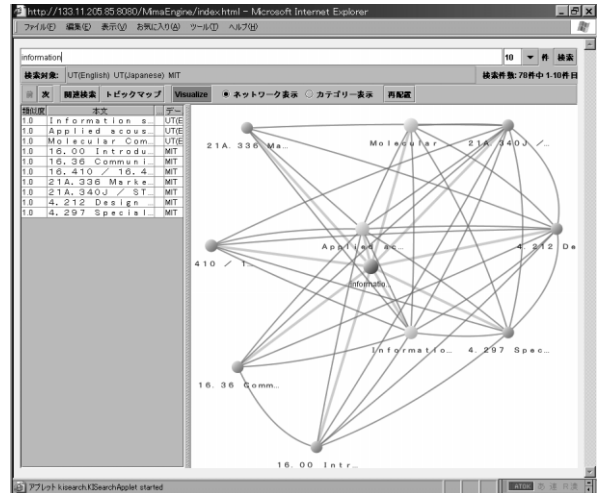 http://133.11.205.85:8080/MimaEngine/index.html - Microsoft Internet Explorer
ファイル(F) 編集(E) 表示(V) お気に入り(A) ツール(T) ヘルプ(H)
information 10 件 検索
検索対象: UT(English) UT(Japanese) MIT 検索件数: 78件中 1-10件目
次 関連検索 トピックマップ Visualize ネットワーク表示 カテゴリー表示 再配置
類似度 本文 ... デー
1.0 Information s... UT(E
1.0 Applied acous... UT(E
1.0 Molecular Com... UT(E
1.0 16.00 Introdu... MIT
1.0 16.36 Communi... MIT
1.0 16.410 / 16.4... MIT
1.0 21A.336 Marke... MIT
1.0 21A.340J / ST... MIT
1.0 4.212 Design ... MIT
1.0 4.297 Special... MIT
21A.336 Ma...
Molecular
21A.340J /...
Applied ac...
4.212 De
410 / 1...
Informatio...
Informatio...
4.297 Spec...
16.36 Comm...
16.00 Intr...
アプレット kisearch.KISearchApplet started